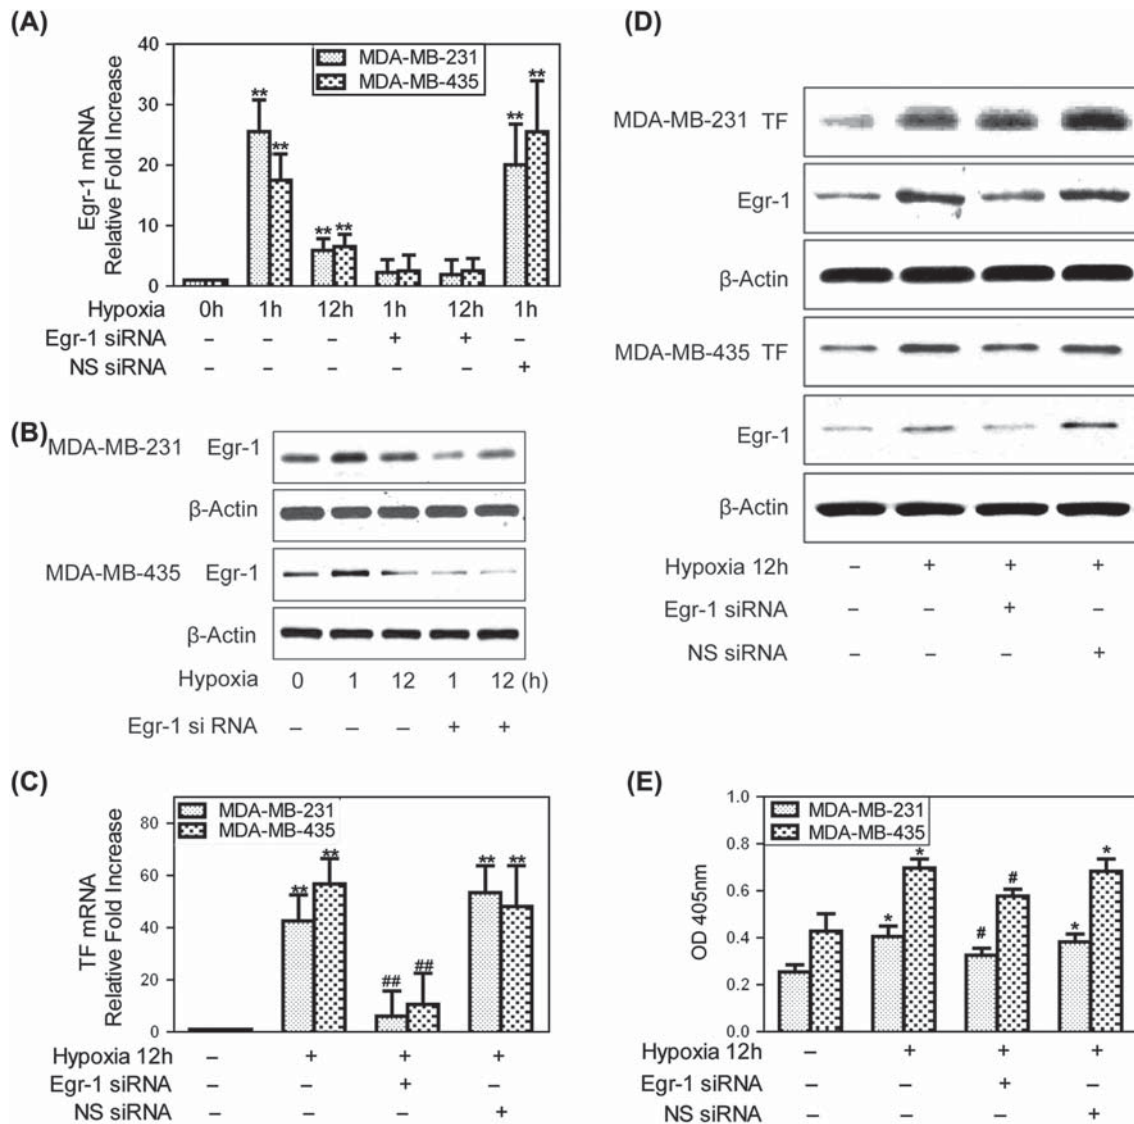 (A)
40
30
20
10
0
Egr-1 mRNA
Relative Fold Increase
MDA-MB-231
MDA-MB-435
** ** ** ** ** **
Hypoxia 0h 1h 12h 1h 12h 1h
Egr-1 siRNA – – – + + –
NS siRNA – – – – – +
(B)
MDA-MB-231 Egr-1
β-Actin
MDA-MB-435 Egr-1
β-Actin
Hypoxia 0 1 12 1 12 (h)
Egr-1 si RNA – – – + +
(C)
80
60
40
20
0
TF mRNA
Relative Fold Increase
MDA-MB-231
MDA-MB-435
** ** ## ## ** **
Hypoxia 12h – + + +
Egr-1 siRNA – – + –
NS siRNA – – – +
(D)
MDA-MB-231 TF
Egr-1
β-Actin
MDA-MB-435 TF
Egr-1
β-Actin
Hypoxia 12h – + + +
Egr-1 siRNA – – + –
NS siRNA – – – +
(E)
1.0
0.8
0.6
0.4
0.2
0.0
OD 405nm
MDA-MB-231
MDA-MB-435
* * # # * *
Hypoxia 12h – + + +
Egr-1 siRNA – – + –
NS siRNA – – – +